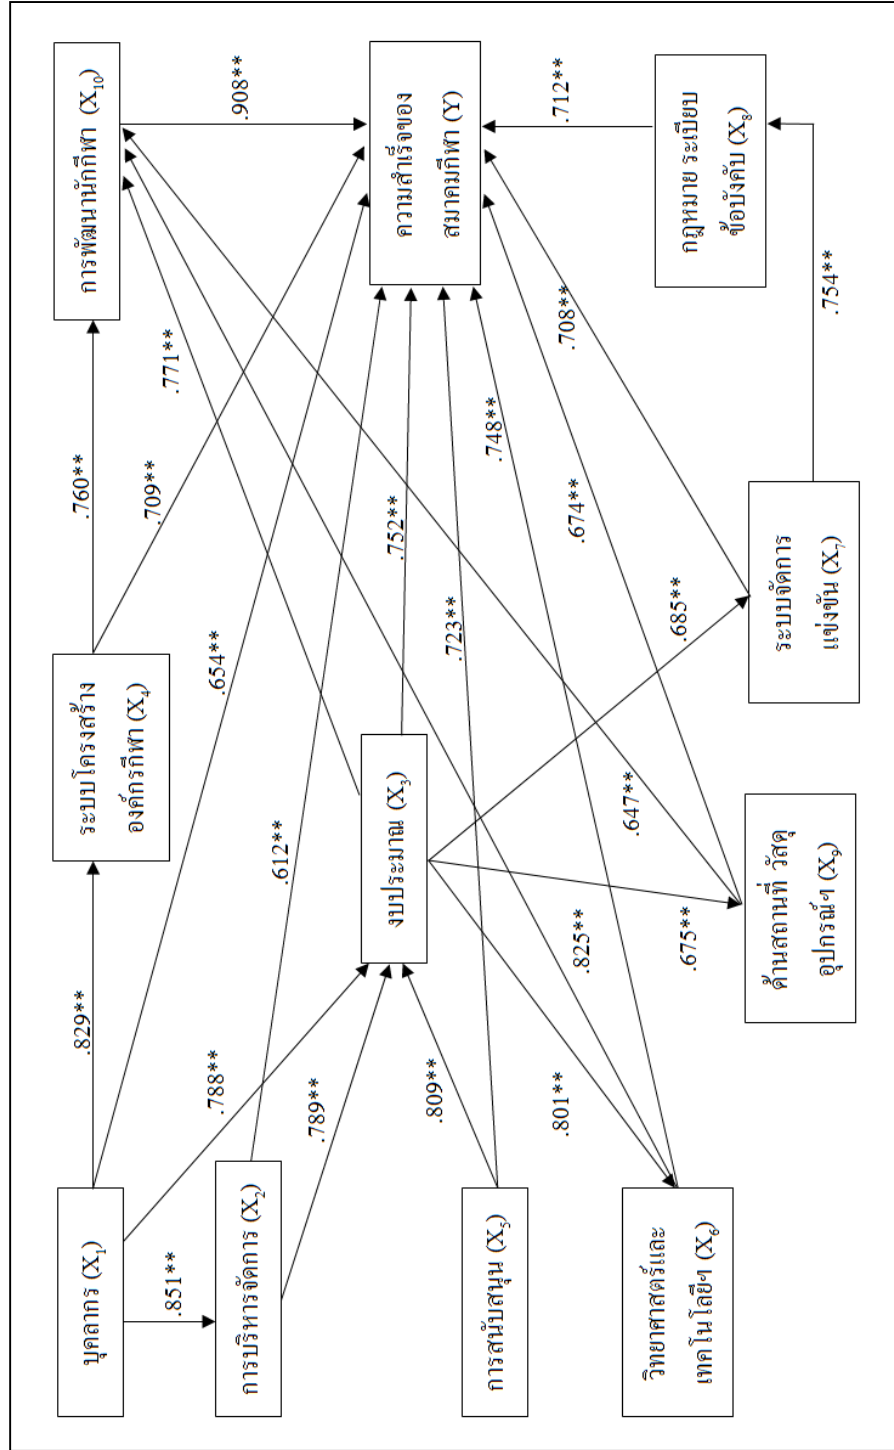 บุคลากร (X1)
.829**
ระบบโครงสร้าง
องค์กรกีฬา (X4)
.760**
การพัฒนานักกีฬา (X10)
.851**
.788**
.654**
.709**
.771**
.908**
การบริหารจัดการ (X2)
.789**
.612**
งบประมาณ (X3)
.752**
ความสำเร็จของ
สมาคมกีฬา (Y)
.809**
.723**
.748**
.712**
การสนับสนุน (X5)
.801**
.825**
.647**
.674**
.708**
วิทยาศาสตร์และ
เทคโนโลยีฯ (X6)
.675**
.685**
กฎหมาย ระเบียบ
ข้อบังคับ (X8)
ด้านสถานที่ วัสดุ
อุปกรณ์ฯ (X9)
ระบบจัดการ
แข่งขัน (X7)
.754**